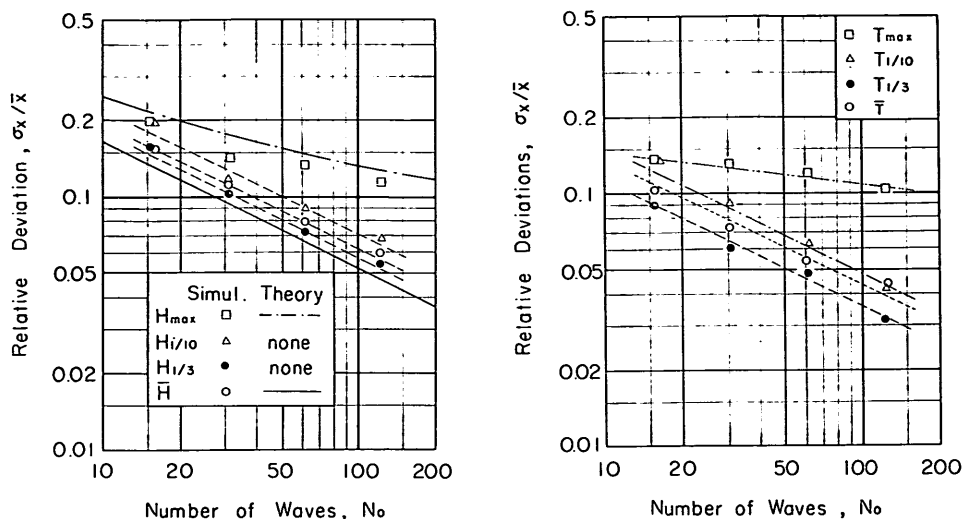 0.5
0.2
0.1
0.05
0.02
0.01
10 20 50 100 200
Relative Deviation, σx/x̄
Number of Waves, No
Simul. Theory
Hmax
H1/10 none
H1/3 none
H̄
0.5
0.2
0.1
0.05
0.02
0.01
10 20 50 100 200
Relative Deviations, σx/x̄
Number of Waves, No
Tmax
T1/10
T1/3
T̄